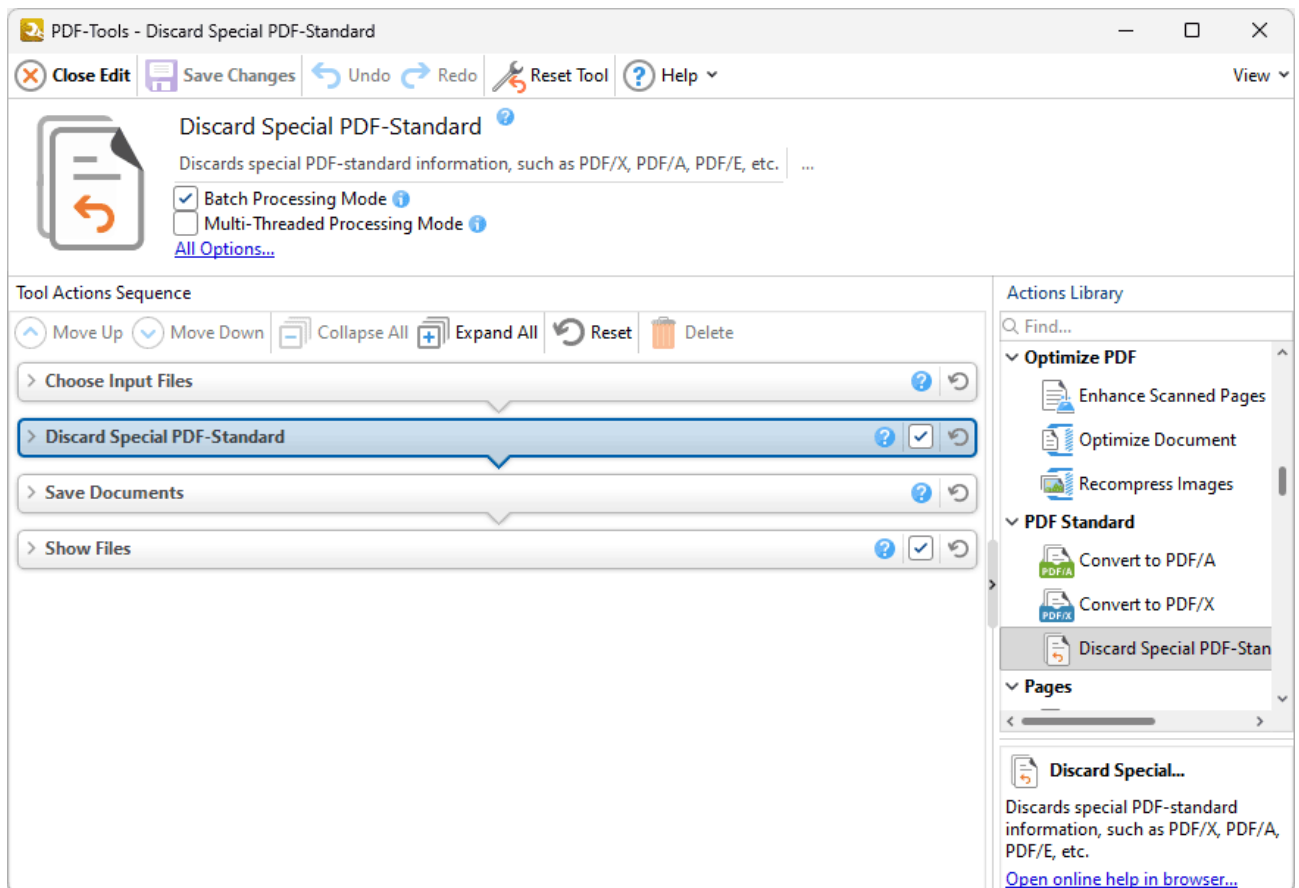 PDF-Tools - Discard Special PDF-Standard
Close Edit Save Changes Undo Redo Reset Tool ? Help View
Discard Special PDF-Standard ?
Discards special PDF-standard information, such as PDF/X, PDF/A, PDF/E, etc. ...
Batch Processing Mode i
Multi-Threaded Processing Mode i
All Options...
Tool Actions Sequence
Move Up Move Down Collapse All Expand All Reset Delete
Choose Input Files ?
Discard Special PDF-Standard ?
Save Documents ?
Show Files ?
Actions Library
Find...
Optimize PDF
Enhance Scanned Pages
Optimize Document
Recompress Images
PDF Standard
PDF/A Convert to PDF/A
PDF/X Convert to PDF/X
Discard Special PDF-Stan
Pages
Discard Special...
Discards special PDF-standard
information, such as PDF/X, PDF/A,
PDF/E, etc.
Open online help in browser...